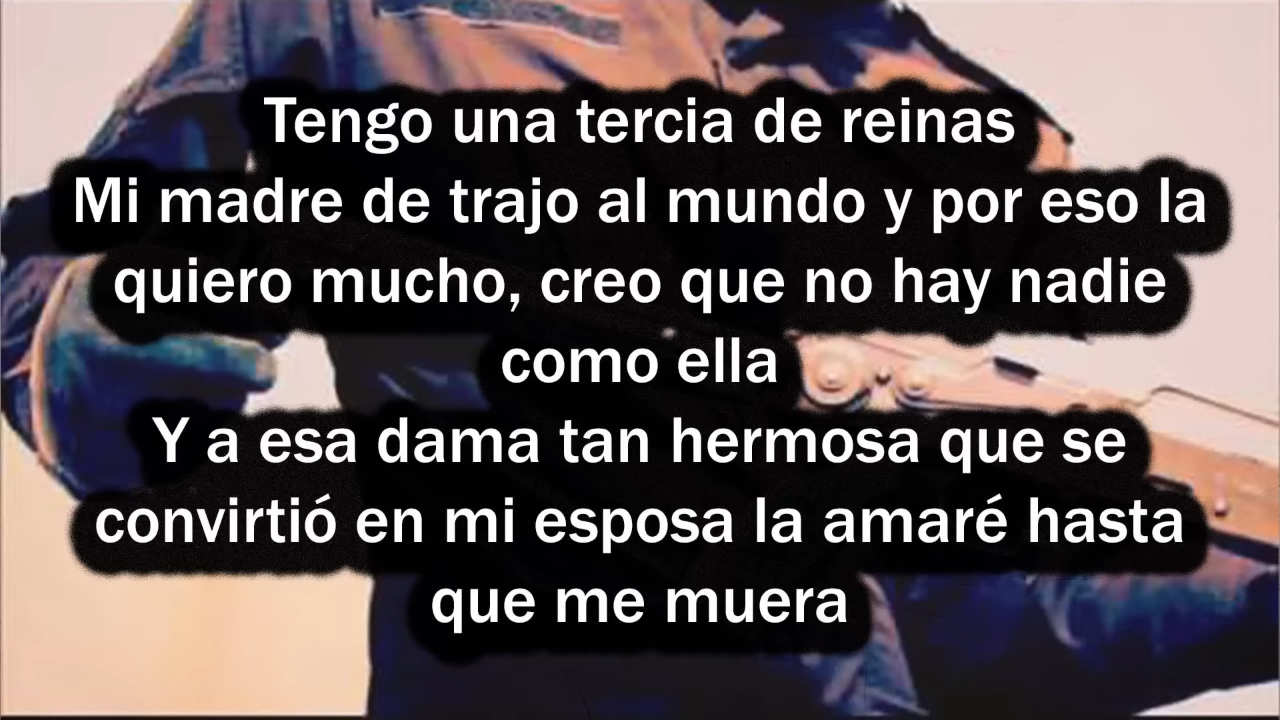 Tengo una tercia de reinas
Mi madre de trajo al mundo y por eso la
quiero mucho, creo que no hay nadie
como ella
Y a esa dama tan hermosa que se
convirtió en mi esposa la amaré hasta
que me muera